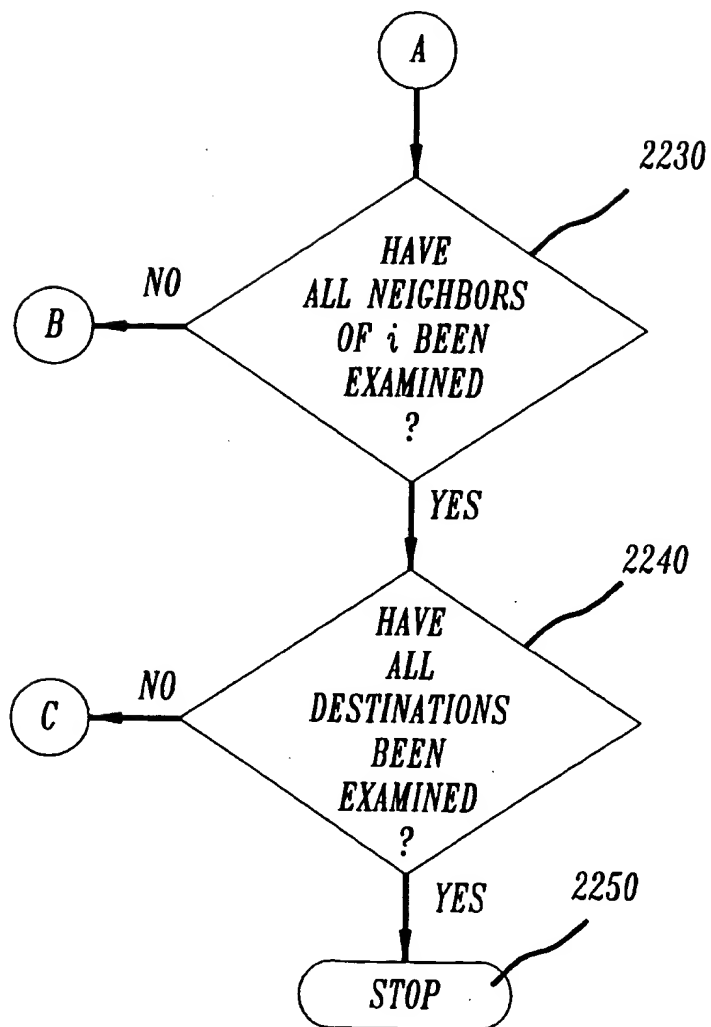 A
2230
HAVE
ALL NEIGHBORS
OF i BEEN
EXAMINED
?
NO
B
YES
2240
HAVE
ALL
DESTINATIONS
BEEN
EXAMINED
?
NO
C
YES
2250
STOP